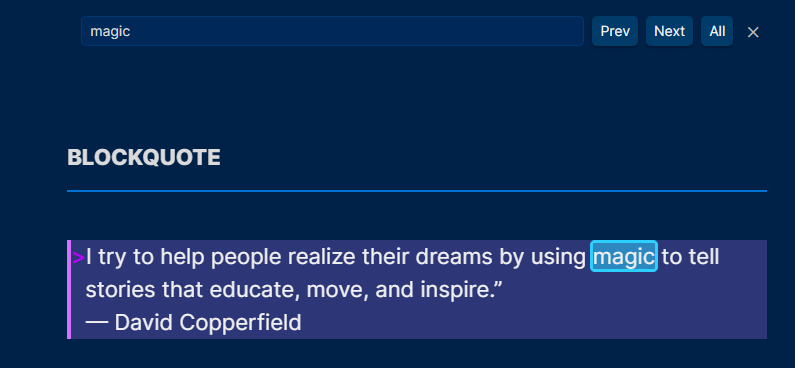 magic
Prev Next All ×
BLOCKQUOTE
>I try to help people realize their dreams by using magic to tell
stories that educate, move, and inspire.”
— David Copperfield